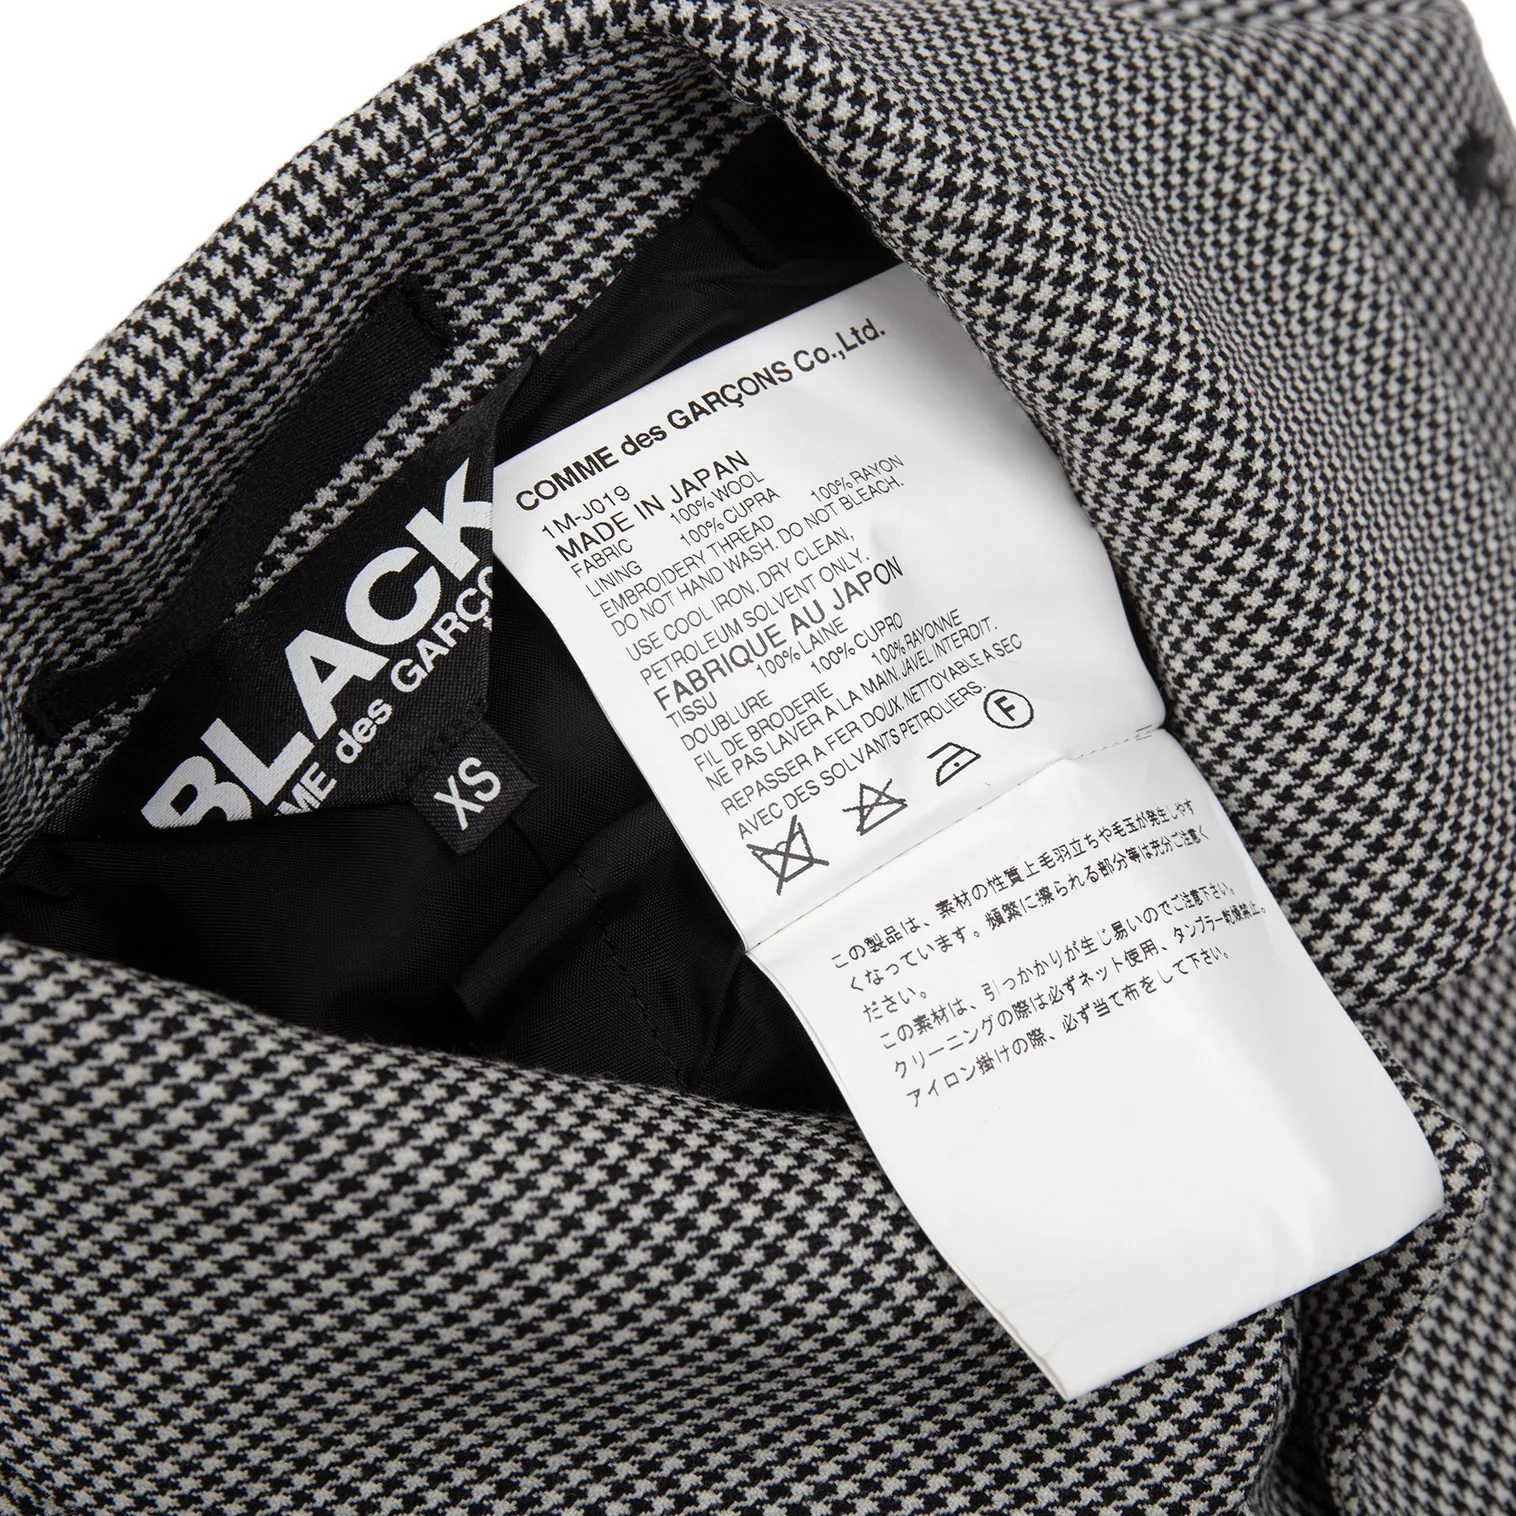 BLACK
ME des GARÇO
XS
COMME des GARÇONS Co.,Ltd.
1M-J019
MADE IN JAPAN
FABRIC 100% WOOL
LINING 100% CUPRA
EMBROIDERY THREAD 100% RAYON
DO NOT HAND WASH. DO NOT BLEACH.
USE COOL IRON. DRY CLEAN,
PETROLEUM SOLVENT ONLY.
FABRIQUE AU JAPON
TISSU 100% LAINE
DOUBLURE 100% CUPRO
FIL DE BRODERIE 100% RAYONNE
NE PAS LAVER A LA MAIN. JAVEL INTERDIT.
REPASSER A FER DOUX. NETTOYABLE A SEC
AVEC DES SOLVANTS PETROLIERS.
F
この製品は、素材の性質上毛羽立ちや毛玉が発生しやす
くなっています。頻繁に擦られる部分等は充分ご注意く
ださい。
この素材は、引っかかりが生じ易いのでご注意下さい。
クリーニングの際は必ずネット使用、タンブラー乾燥禁止。
アイロン掛けの際、必ず当て布をして下さい。